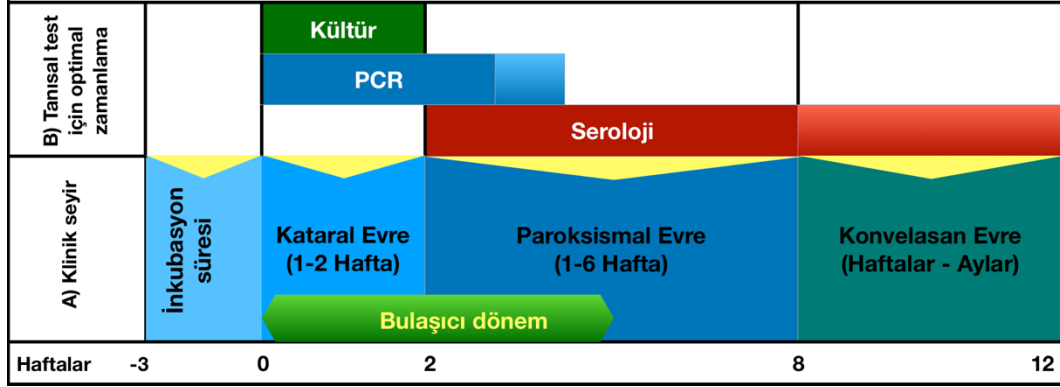 B) Tanısal test
için optimal
zamanlama
Kültür
PCR
Seroloji
A) Klinik seyir
İnkubasyon
süresi
Kataral Evre
(1-2 Hafta)
Paroksismal Evre
(1-6 Hafta)
Konvelasan Evre
(Haftalar - Aylar)
Bulaşıcı dönem
Haftalar -3 0 2 8 12